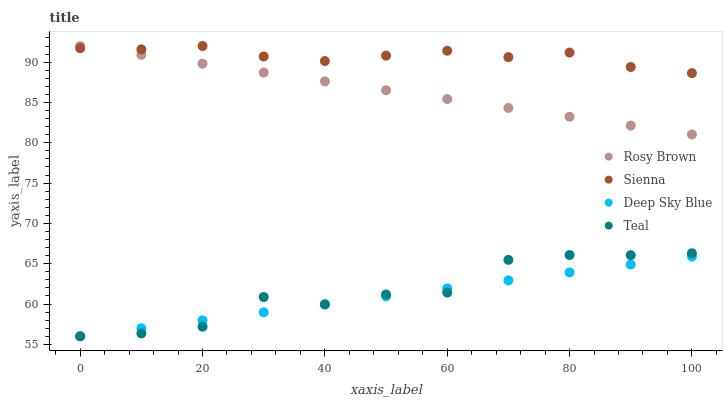 title
yaxis_label
90
85
80
75
70
65
60
55
Rosy Brown
Sienna
Deep Sky Blue
Teal
0 20 40 60 80 100
xaxis_label